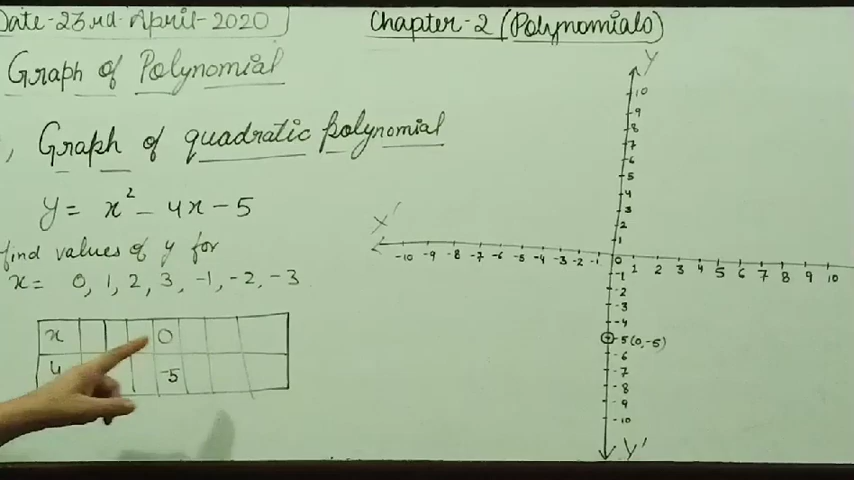 Date-23rd-April-2020
Chapter-2 (Polynomials)
Graph of Polynomial
, Graph of quadratic polynomial
y = x² - 4x - 5
find values of y for
x = 0, 1, 2, 3, -1, -2, -3
x 0
y -5
Y
10
9
8
7
6
5
4
3
2
1
X'
-10 -9 -8 -7 -6 -5 -4 -3 -2 -1 0 1 2 3 4 5 6 7 8 9 10
-1
-2
-3
-4
-5 (0,-5)
-6
-7
-8
-9
-10
Y'